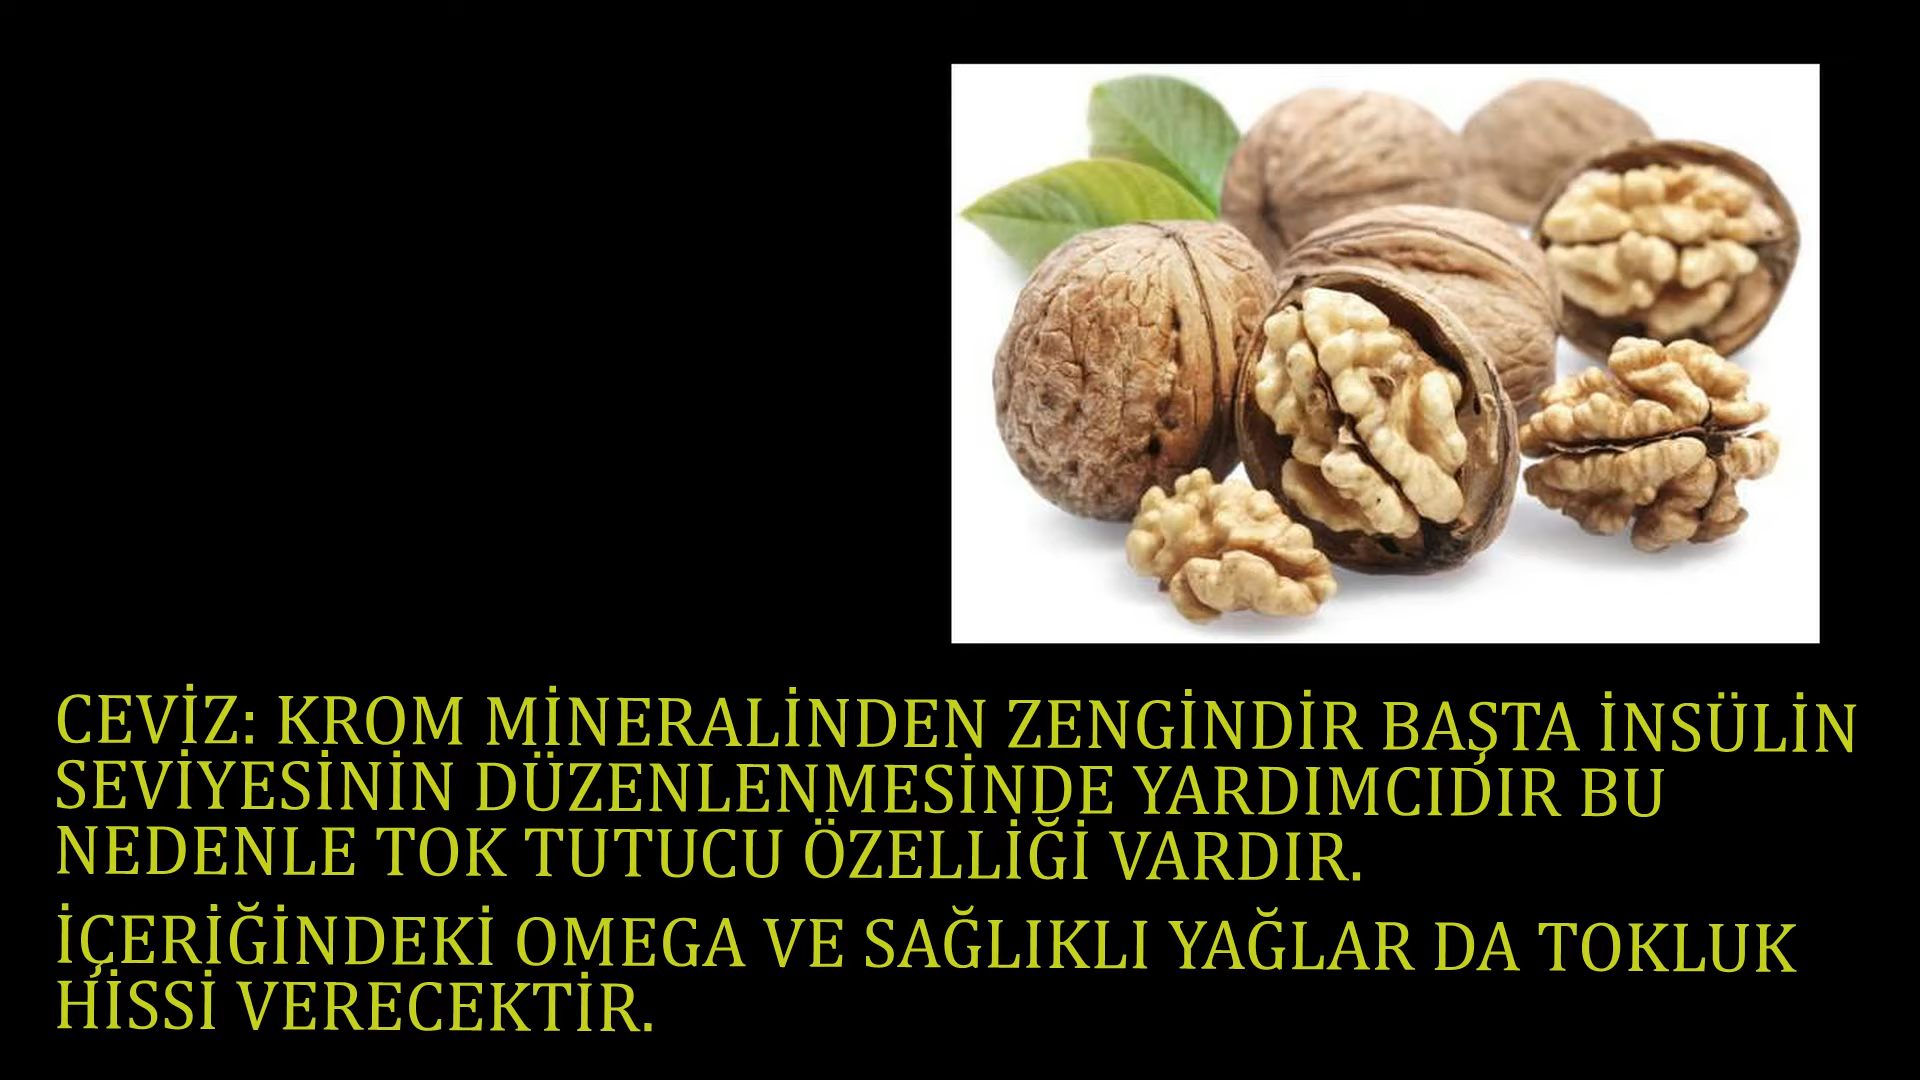 CEVİZ: KROM MİNERALİNDEN ZENGİNDİR BAŞTA İNSÜLİN
SEVİYESİNİN DÜZENLENMESİNDE YARDIMCIDIR BU
NEDENLE TOK TUTUCU ÖZELLİĞİ VARDIR.
İÇERİĞİNDEKİ OMEGA VE SAĞLIKLI YAĞLAR DA TOKLUK
HİSSİ VERECEKTİR.